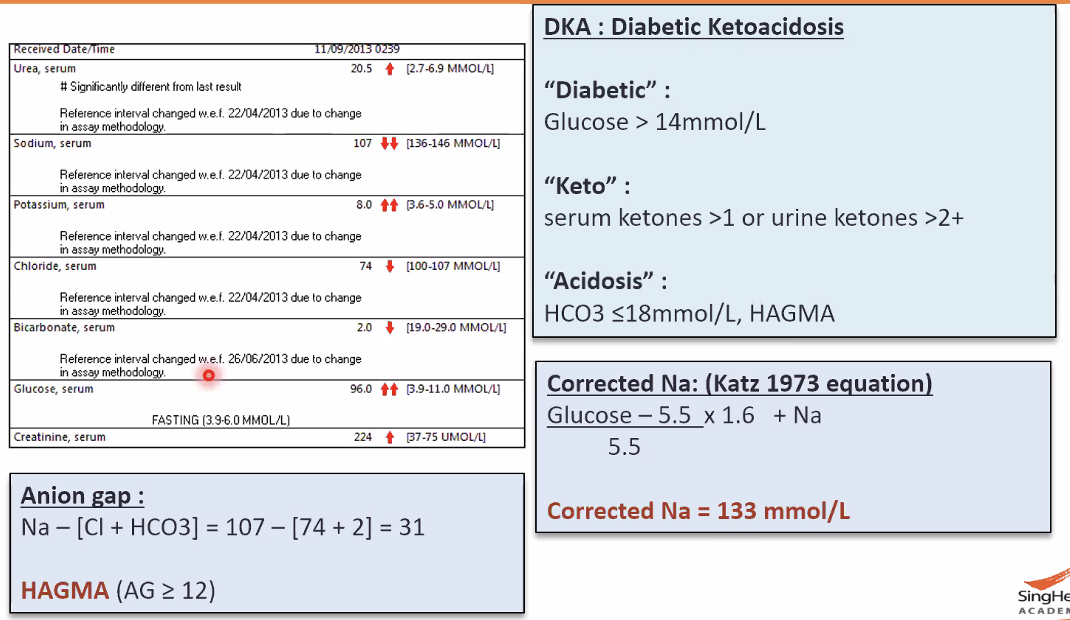 Received Date/Time 11/09/2013 0239
Urea, serum 20.5 ↑ [2.7-6.9 MMOL/L]
# Significantly different from last result
Reference interval changed w.e.f. 22/04/2013 due to change
in assay methodology.
Sodium, serum 107 ↓↓ [136-146 MMOL/L]
Reference interval changed w.e.f. 22/04/2013 due to change
in assay methodology.
Potassium, serum 8.0 ↑↑ [3.6-5.0 MMOL/L]
Reference interval changed w.e.f. 22/04/2013 due to change
in assay methodology.
Chloride, serum 74 ↓ [100-107 MMOL/L]
Reference interval changed w.e.f. 22/04/2013 due to change
in assay methodology.
Bicarbonate, serum 2.0 ↓ [19.0-29.0 MMOL/L]
Reference interval changed w.e.f. 26/06/2013 due to change
in assay methodology.
Glucose, serum 96.0 ↑↑ [3.9-11.0 MMOL/L]
FASTING (3.9-6.0 MMOL/L)
Creatinine, serum 224 ↑ [37-75 UMOL/L]
Anion gap :
Na – [Cl + HCO3] = 107 – [74 + 2] = 31
HAGMA (AG ≥ 12)
DKA : Diabetic Ketoacidosis
“Diabetic” :
Glucose > 14mmol/L
“Keto” :
serum ketones >1 or urine ketones >2+
“Acidosis” :
HCO3 ≤18mmol/L, HAGMA
Corrected Na: (Katz 1973 equation)
Glucose – 5.5 x 1.6 + Na
5.5
Corrected Na = 133 mmol/L
SingHe
ACADEM